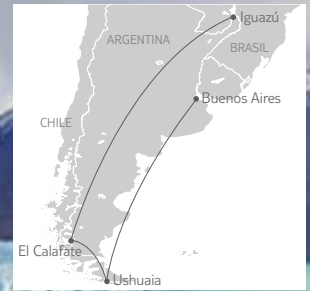 Iguazú
ARGENTINA
BRASIL
Buenos Aires
CHILE
El Calafate
Ushuaia